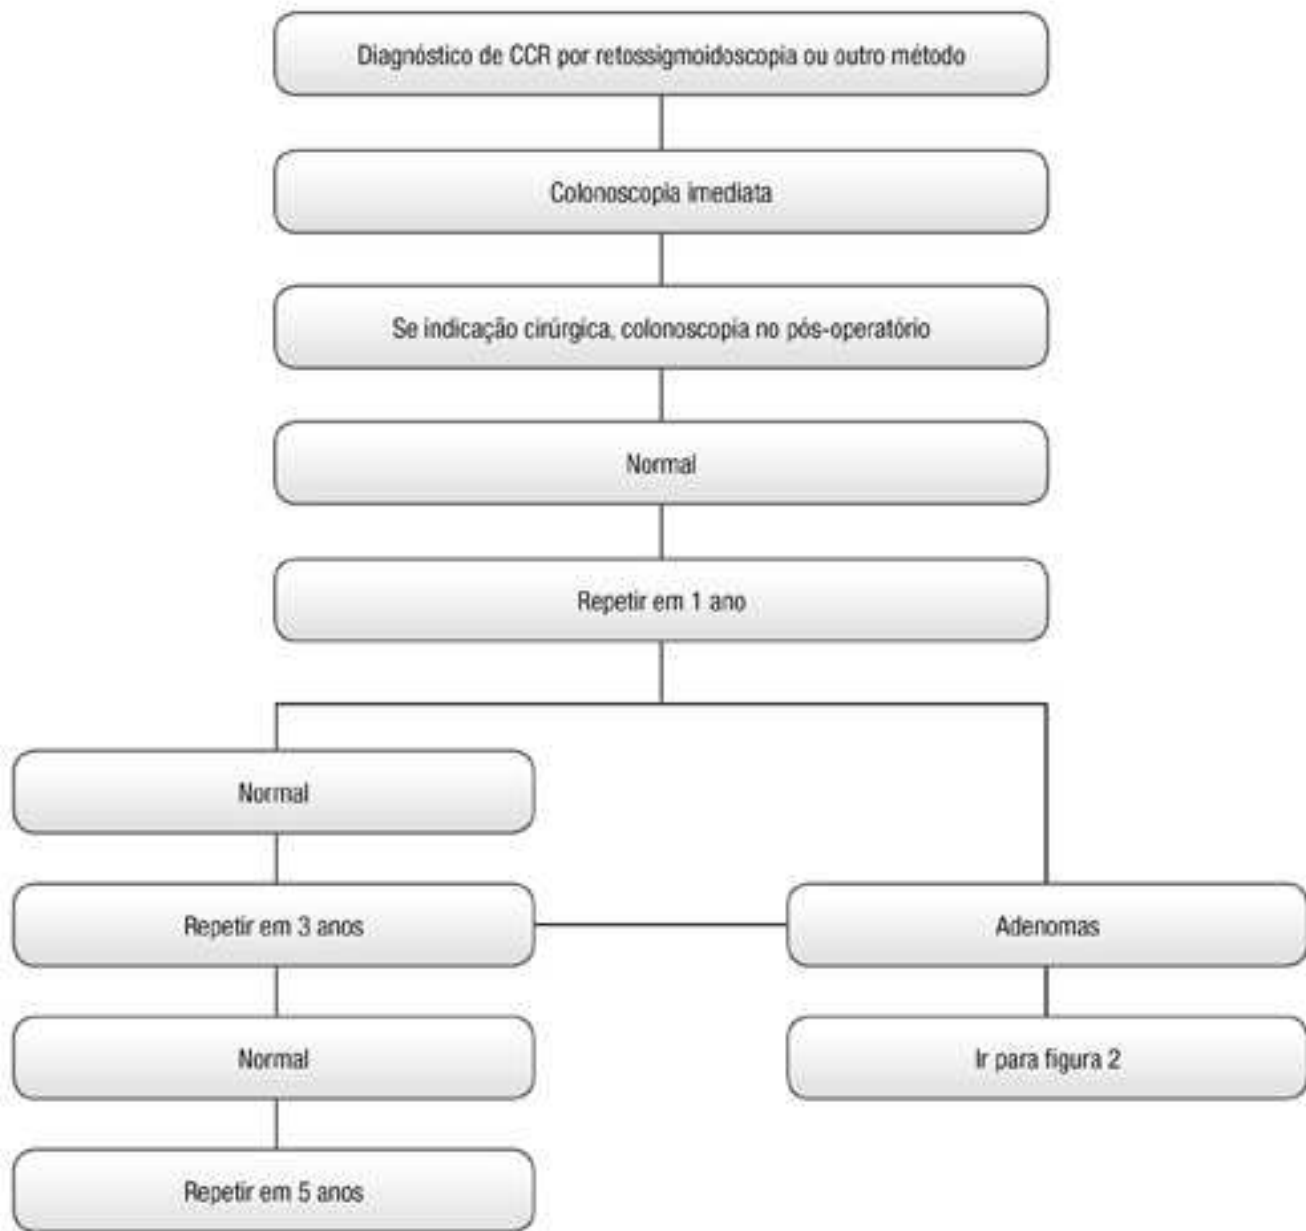 Diagnóstico de CCR por retossigmoidoscopia ou outro método
Colonoscopia imediata
Se indicação cirúrgica, colonoscopia no pós-operatório
Normal
Repetir em 1 ano
Normal
Repetir em 3 anos
Adenomas
Normal
Ir para figura 2
Repetir em 5 anos